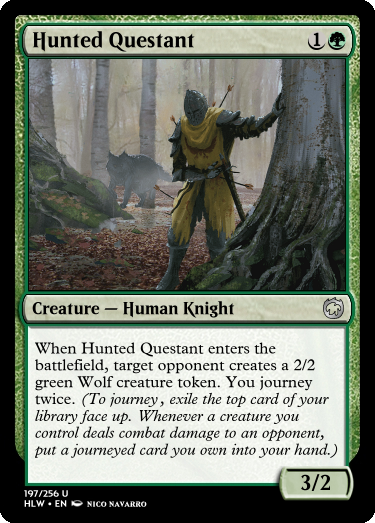 Hunted Questant 1
Creature — Human Knight
When Hunted Questant enters the
battlefield, target opponent creates a 2/2
green Wolf creature token. You journey
twice. (To journey, exile the top card of your
library face up. Whenever a creature you
control deals combat damage to an opponent,
put a journeyed card you own into your hand.)
3/2
197/256 U
HLW • EN NICO NAVARRO